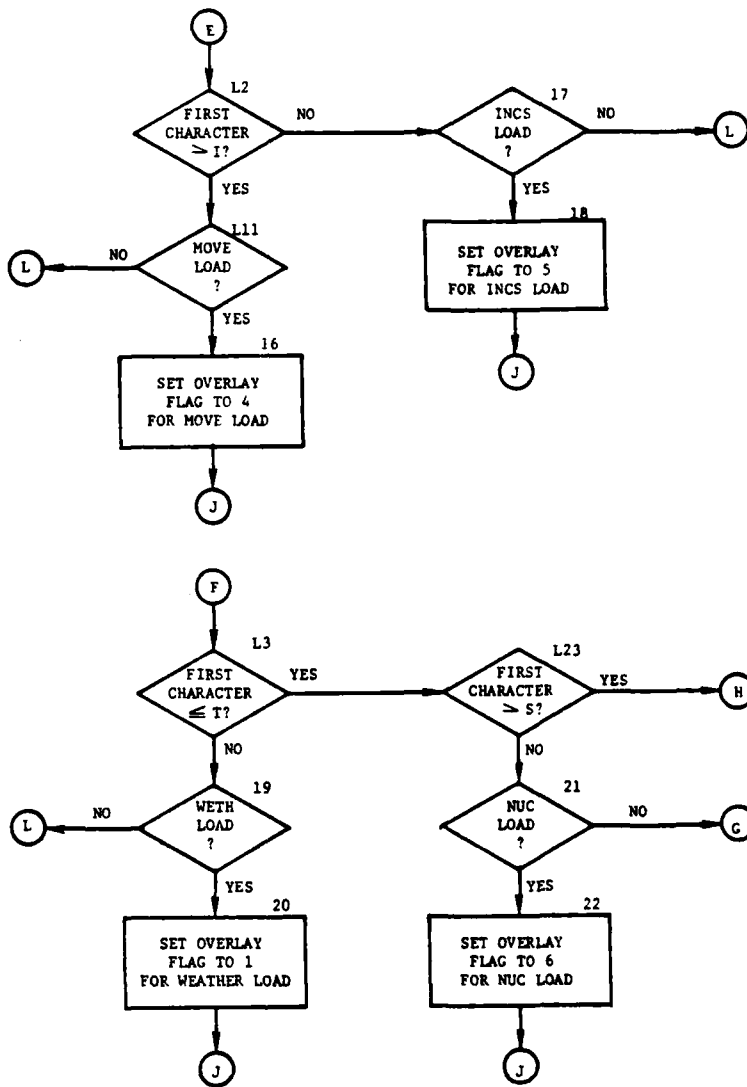 E
L2
FIRST
CHARACTER
≥ I?
NO
17
INCS
LOAD
?
NO
L
YES
YES
L11
MOVE
LOAD
?
NO
L
18
SET OVERLAY
FLAG TO 5
FOR INCS LOAD
YES
16
SET OVERLAY
FLAG TO 4
FOR MOVE LOAD
J
J
F
L3
FIRST
CHARACTER
≦ T?
YES
L23
FIRST
CHARACTER
≥ S?
YES
H
NO
NO
19
WETH
LOAD
?
NO
L
21
NUC
LOAD
?
NO
G
YES
YES
20
SET OVERLAY
FLAG TO 1
FOR WEATHER LOAD
22
SET OVERLAY
FLAG TO 6
FOR NUC LOAD
J
J